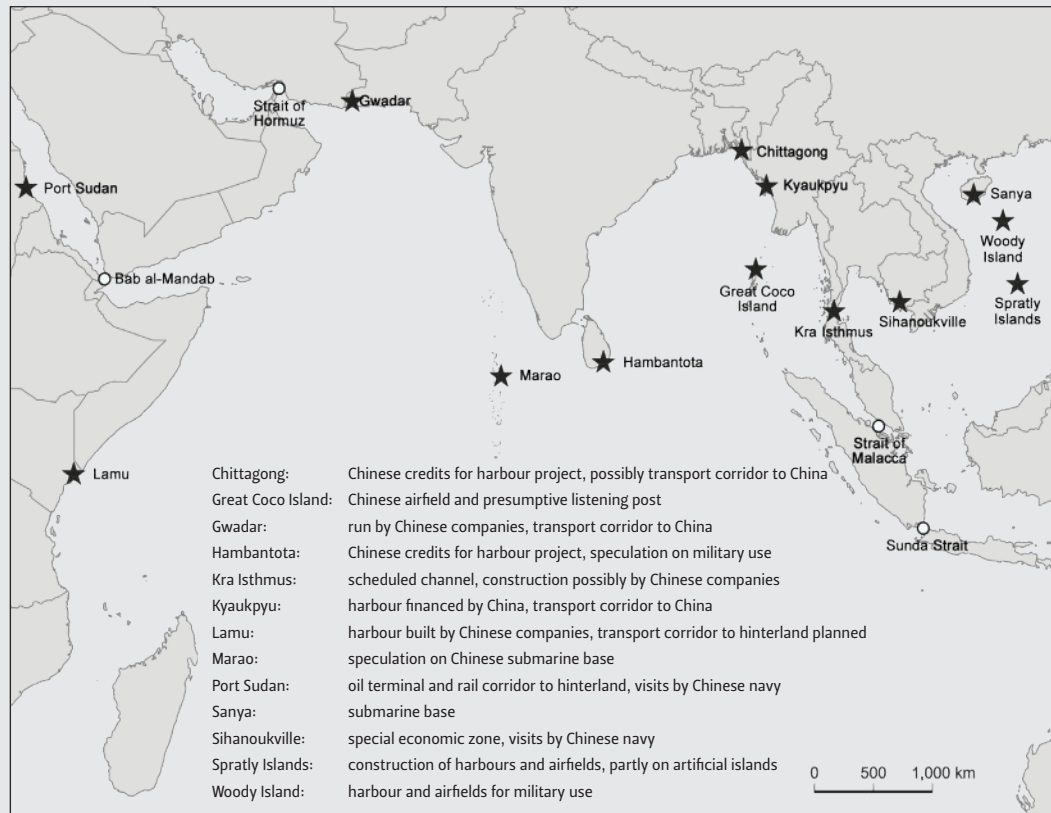 Gwadar
Strait of
Hormuz
Chittagong
Port Sudan
Kyaukpyu
Sanya
Woody
Island
Bab al-Mandab
Great Coco
Island
Spratly
Islands
Sihanoukville
Kra Isthmus
Hambantota
Marao
Strait of
Malacca
Lamu
Sunda Strait
Chittagong: Chinese credits for harbour project, possibly transport corridor to China
Great Coco Island: Chinese airfield and presumptive listening post
Gwadar: run by Chinese companies, transport corridor to China
Hambantota: Chinese credits for harbour project, speculation on military use
Kra Isthmus: scheduled channel, construction possibly by Chinese companies
Kyaukpyu: harbour financed by China, transport corridor to China
Lamu: harbour built by Chinese companies, transport corridor to hinterland planned
Marao: speculation on Chinese submarine base
Port Sudan: oil terminal and rail corridor to hinterland, visits by Chinese navy
Sanya: submarine base
Sihanoukville: special economic zone, visits by Chinese navy
Spratly Islands: construction of harbours and airfields, partly on artificial islands
Woody Island: harbour and airfields for military use
0 500 1,000 km